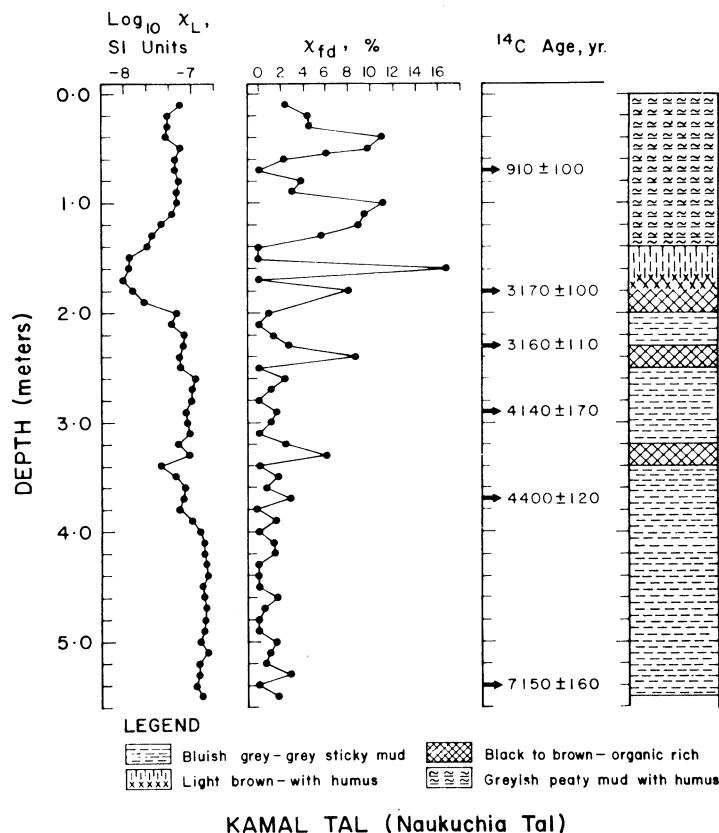 Log10 χL,
SI Units
-8 -7
χfd, %
0 2 4 6 8 10 12 16
14C Age, yr.
DEPTH (meters)
0·0
1·0
2·0
3·0
4·0
5·0
910 ± 100
3170 ± 100
3160 ± 110
4140 ± 170
4400 ± 120
7150 ± 160
LEGEND
Bluish grey-grey sticky mud
Black to brown-organic rich
Light brown-with humus
Greyish peaty mud with humus
KAMAL TAL (Naukuchia Tal)